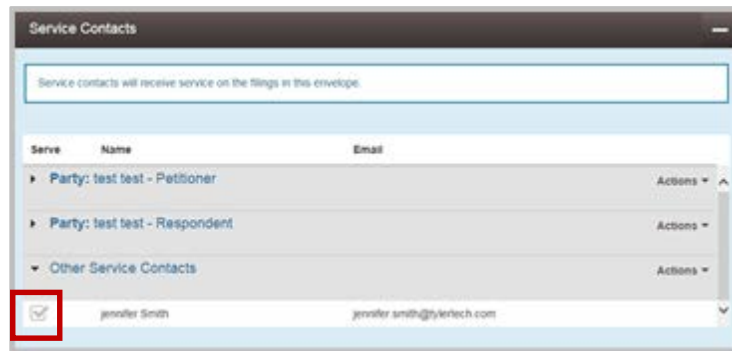 Service Contacts
Service contacts will receive service on the filings in this envelope.
Serve Name Email
Party: test test - Petitioner Actions
Party: test test - Respondent Actions
Other Service Contacts Actions
jennifer Smith jennifer.smith@tylertech.com